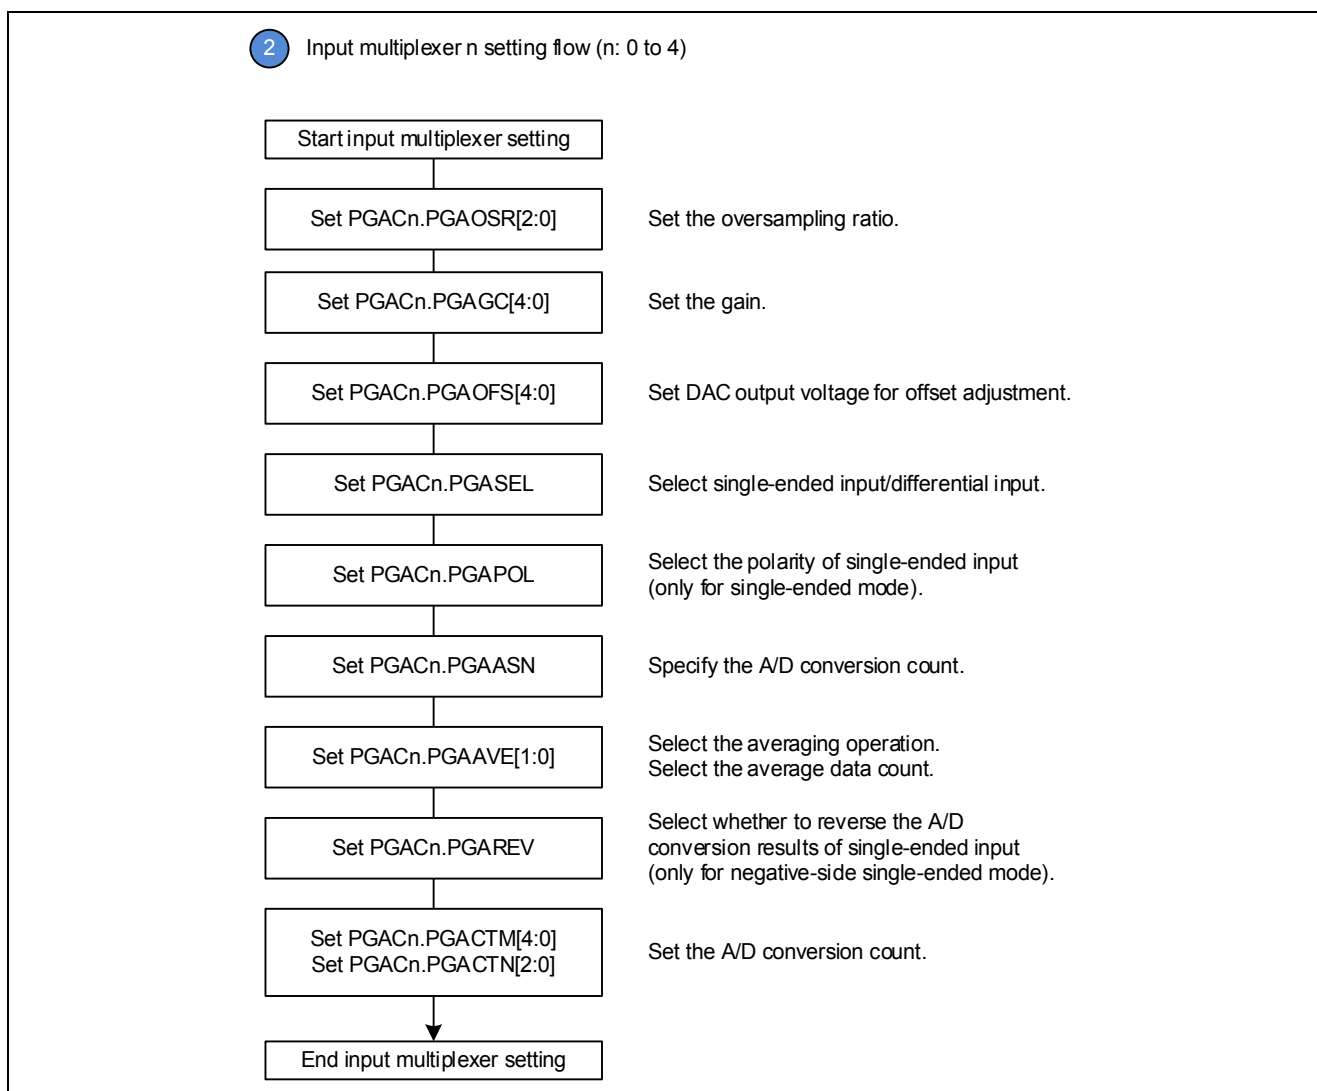 2 Input multiplexer n setting flow (n: 0 to 4)
Start input multiplexer setting
Set PGACn.PGAOSR[2:0]
Set the oversampling ratio.
Set PGACn.PGAGC[4:0]
Set the gain.
Set PGACn.PGAOFS[4:0]
Set DAC output voltage for offset adjustment.
Set PGACn.PGASEL
Select single-ended input/differential input.
Set PGACn.PGAPOL
Select the polarity of single-ended input
(only for single-ended mode).
Set PGACn.PGAASN
Specify the A/D conversion count.
Set PGACn.PGAAVE[1:0]
Select the averaging operation.
Select the average data count.
Set PGACn.PGAREV
Select whether to reverse the A/D
conversion results of single-ended input
(only for negative-side single-ended mode).
Set PGACn.PGACTM[4:0]
Set PGACn.PGACTN[2:0]
Set the A/D conversion count.
End input multiplexer setting